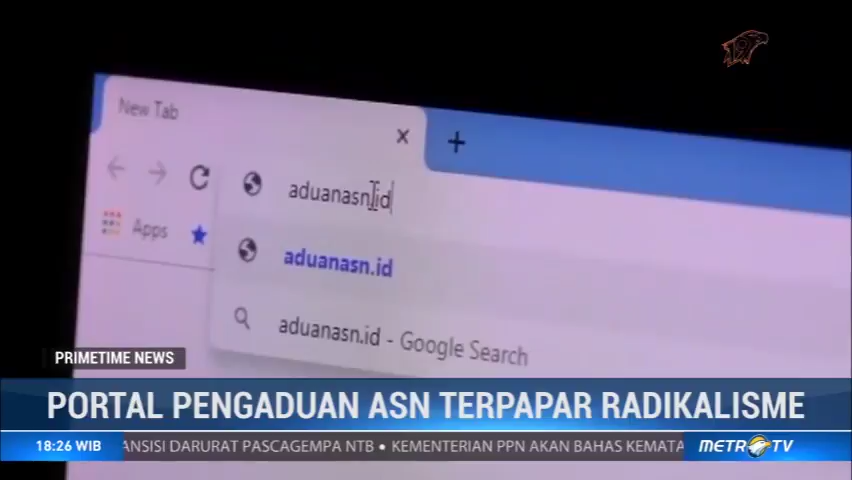 19
New Tab
aduanasn.id
Apps
aduanasn.id
aduanasn.id - Google Search
PRIMETIME NEWS
PORTAL PENGADUAN ASN TERPAPAR RADIKALISME
18:26 WIB
ANSISI DARURAT PASCAGEMPA NTB • KEMENTERIAN PPN AKAN BAHAS KEMATA
METRO TV